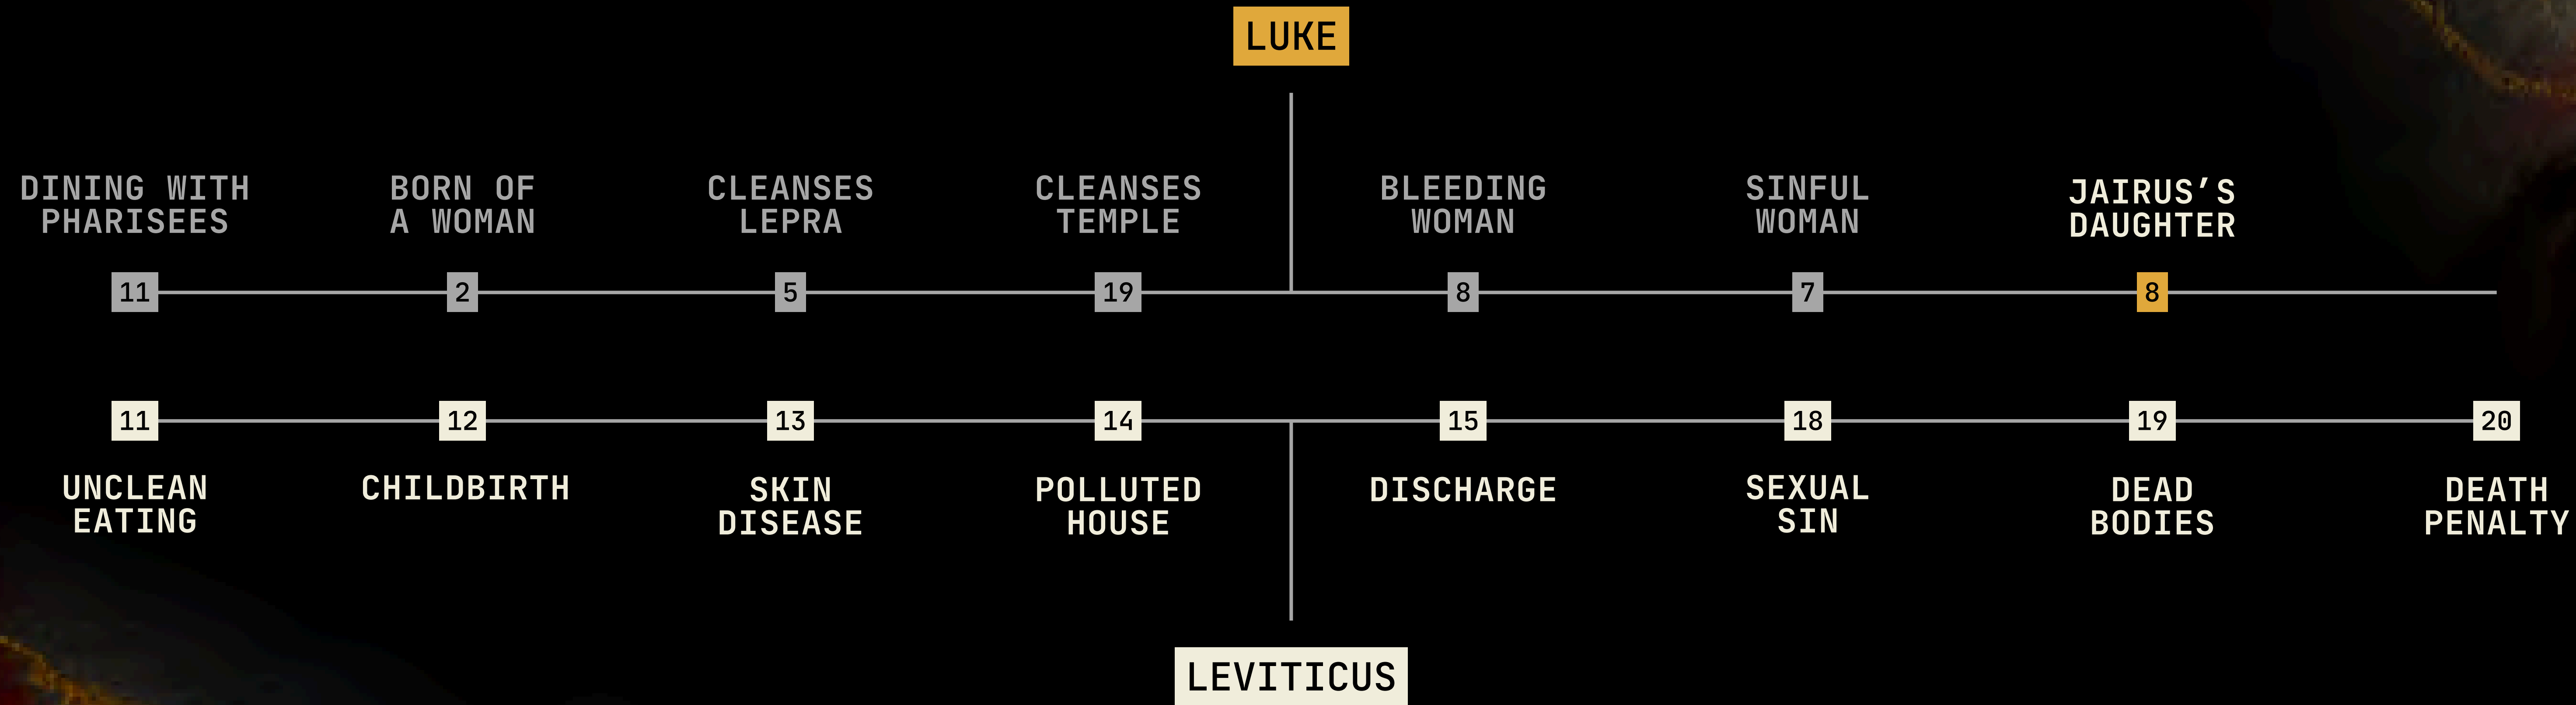 LUKE
DINING WITH
PHARISEES
BORN OF
A WOMAN
CLEANSES
LEPRA
CLEANSES
TEMPLE
BLEEDING
WOMAN
SINFUL
WOMAN
JAIRUS’S
DAUGHTER
11
2
5
19
8
7
8
11
12
13
14
15
18
19
20
UNCLEAN
EATING
CHILDBIRTH
SKIN
DISEASE
POLLUTED
HOUSE
DISCHARGE
SEXUAL
SIN
DEAD
BODIES
DEATH
PENALTY
LEVITICUS